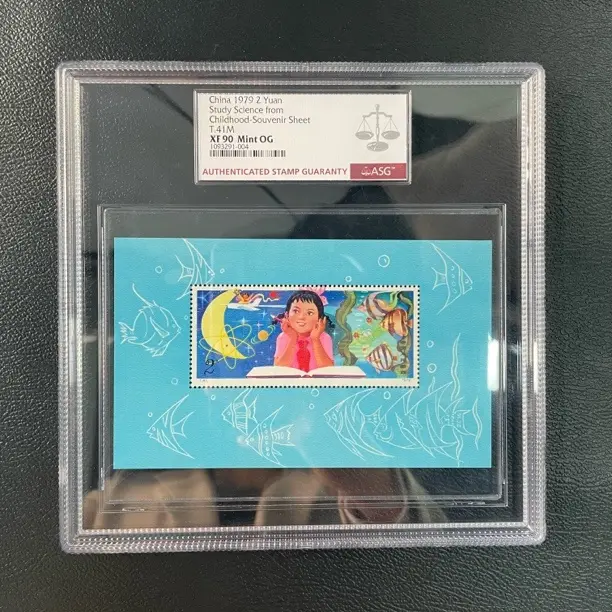 China 1979 2 Yuan
Study Science from
Childhood-Souvenir Sheet
T.41M
XF 90 Mint OG
1093291-004
AUTHENTICATED STAMP GUARANTY
ASG